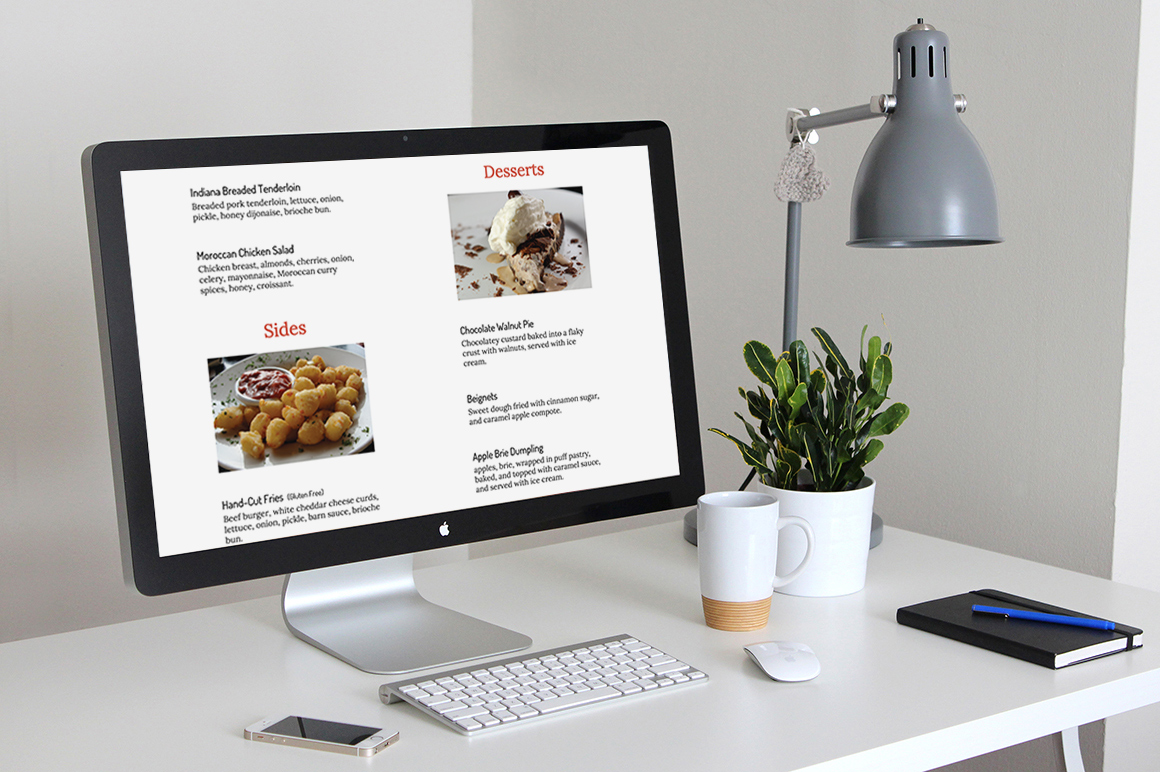 Indiana Breaded Tenderloin
Breaded pork tenderloin, lettuce, onion,
pickle, honey dijonaise, brioche bun.
Moroccan Chicken Salad
Chicken breast, almonds, cherries, onion,
celery, mayonnaise, Moroccan curry
spices, honey, croissant.
Sides
Hand-Cut Fries (Gluten Free)
Beef burger, white cheddar cheese curds,
lettuce, onion, pickle, barn sauce, brioche
bun.
Desserts
Chocolate Walnut Pie
Chocolatey custard baked into a flaky
crust with walnuts, served with ice
cream.
Beignets
Sweet dough fried with cinnamon sugar,
and caramel apple compote.
Apple Brie Dumpling
apples, brie, wrapped in puff pastry,
baked, and topped with caramel sauce,
and served with ice cream.